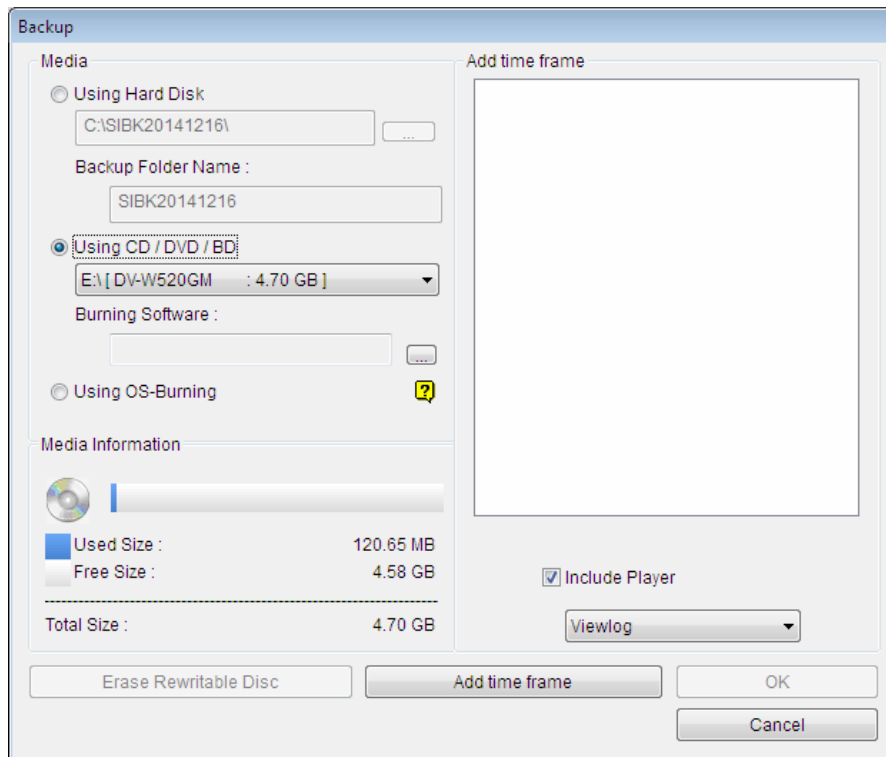 Backup
Media
Using Hard Disk
C:\SIBK20141216\
...
Backup Folder Name :
SIBK20141216
Using CD / DVD / BD
E:\ [ DV-W520GM : 4.70 GB ]
Burning Software :
...
Using OS-Burning
?
Media Information
Used Size : 120.65 MB
Free Size : 4.58 GB
Total Size : 4.70 GB
Add time frame
Include Player
Viewlog
Erase Rewritable Disc
Add time frame
OK
Cancel